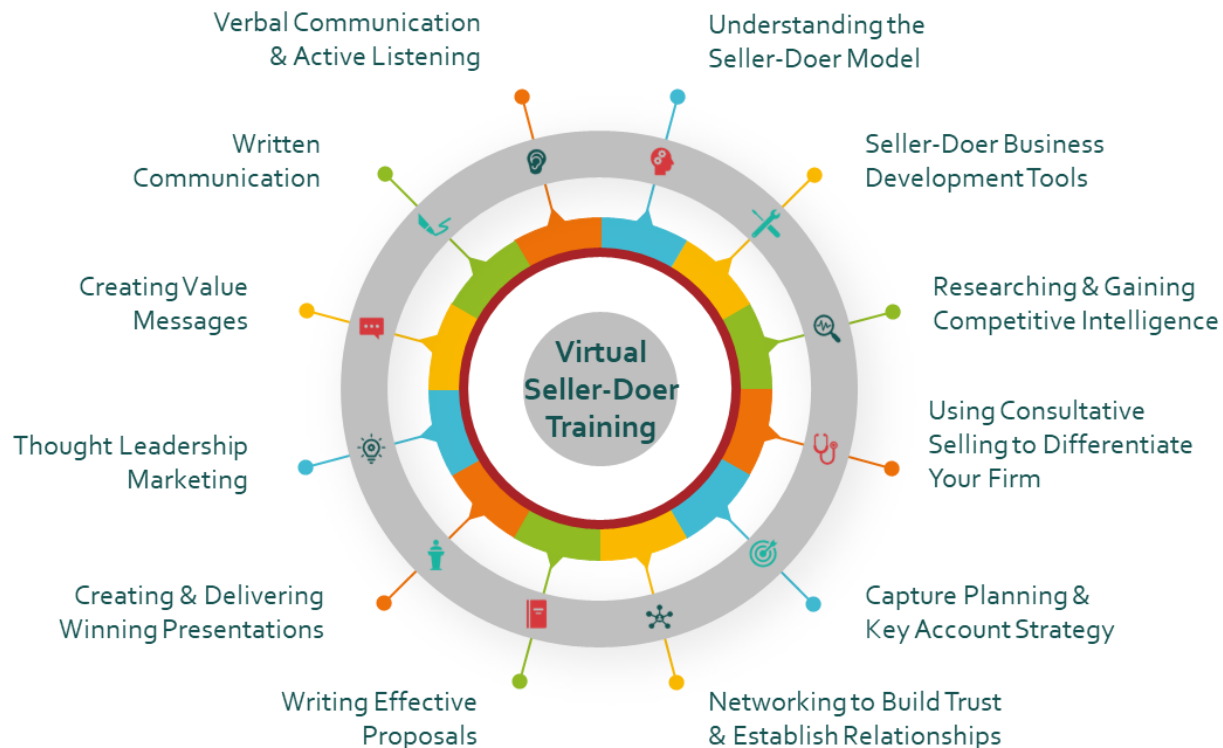 Verbal Communication
& Active Listening
Understanding the
Seller-Doer Model
Written
Communication
Seller-Doer Business
Development Tools
Creating Value
Messages
Researching & Gaining
Competitive Intelligence
Virtual
Seller-Doer
Training
Thought Leadership
Marketing
Using Consultative
Selling to Differentiate
Your Firm
Creating & Delivering
Winning Presentations
Capture Planning &
Key Account Strategy
Writing Effective
Proposals
Networking to Build Trust
& Establish Relationships